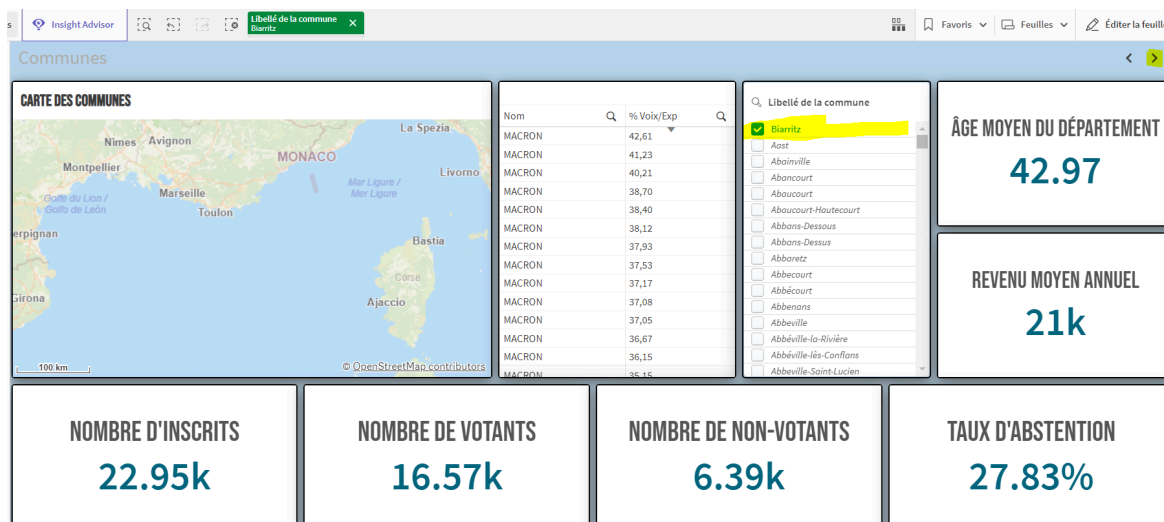 s Insight Advisor Libellé de la commune Favoris Feuilles Éditer la feuille
Biarritz
Communes
CARTE DES COMMUNES
La Spezia
Nîmes Avignon
MONACO
Montpellier
Livorno
Mar Ligure /
Mer Ligure
Marseille
Golfe du Lion /
Golfo de León
Toulon
erpignan
Bastia
Corse
Girona
Ajaccio
100 km
© OpenStreetMap contributors
Nom % Voix/Exp
MACRON 42,61
MACRON 41,23
MACRON 40,21
MACRON 38,70
MACRON 38,40
MACRON 38,12
MACRON 37,93
MACRON 37,53
MACRON 37,17
MACRON 37,08
MACRON 37,05
MACRON 36,67
MACRON 36,15
MACRON 35,15
Libellé de la commune
Biarritz
Aast
Abainville
Abancourt
Abaucourt
Abaucourt-Hautecourt
Abbans-Dessous
Abbans-Dessus
Abbaretz
Abbecourt
Abbécourt
Abbenans
Abbeville
Abbéville-la-Rivière
Abbéville-lès-Conflans
Abbeville-Saint-Lucien
ÂGE MOYEN DU DÉPARTEMENT
42.97
REVENU MOYEN ANNUEL
21k
NOMBRE D'INSCRITS
22.95k
NOMBRE DE VOTANTS
16.57k
NOMBRE DE NON-VOTANTS
6.39k
TAUX D'ABSTENTION
27.83%